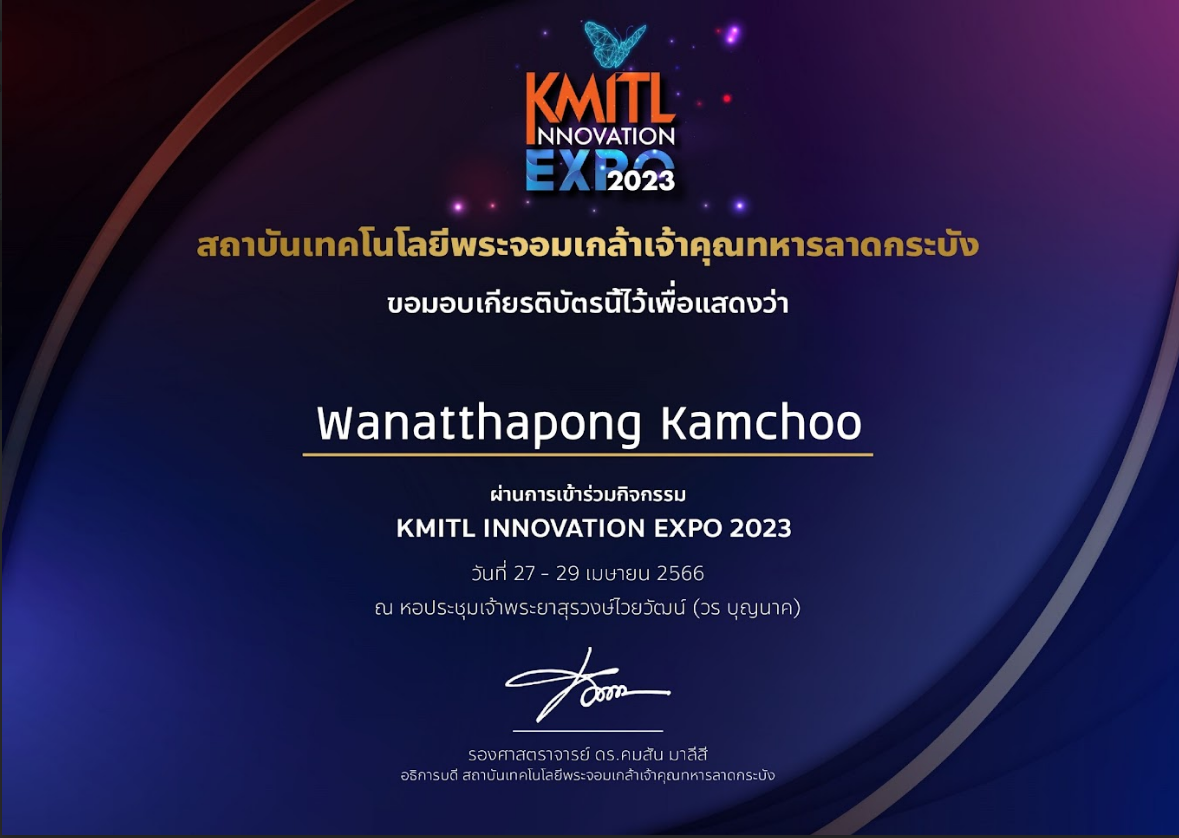 KMITL
INNOVATION
EXPO 2023
สถาบันเทคโนโลยีพระจอมเกล้าเจ้าคุณทหารลาดกระบัง
ขอมอบเกียรติบัตรนี้ไว้เพื่อแสดงว่า
Wanatthapong Kamchoo
ผ่านการเข้าร่วมกิจกรรม
KMITL INNOVATION EXPO 2023
วันที่ 27 - 29 เมษายน 2566
ณ หอประชุมเจ้าพระยาสุรวงษ์ไวยวัฒน์ (วร บุญนาค)
รองศาสตราจารย์ ดร.คมสัน มาลีสี
อธิการบดี สถาบันเทคโนโลยีพระจอมเกล้าเจ้าคุณทหารลาดกระบัง